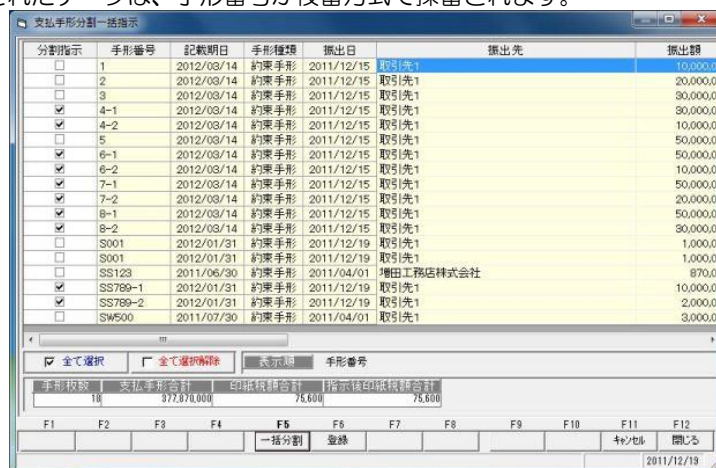 されたデータは、手形番号が枝番方式で採番されます。
支払手形分割一括指示
分割指示 手形番号 記載期日 手形種類 振出日 振出先 振出額
1 2012/03/14 約束手形 2011/12/15 取引先1 10,000,0
2 2012/03/14 約束手形 2011/12/15 取引先1 20,000,0
3 2012/03/14 約束手形 2011/12/15 取引先1 30,000,0
4-1 2012/03/14 約束手形 2011/12/15 取引先1 30,000,0
4-2 2012/03/14 約束手形 2011/12/15 取引先1 10,000,0
5 2012/03/14 約束手形 2011/12/15 取引先1 50,000,0
6-1 2012/03/14 約束手形 2011/12/15 取引先1 50,000,0
6-2 2012/03/14 約束手形 2011/12/15 取引先1 10,000,0
7-1 2012/03/14 約束手形 2011/12/15 取引先1 50,000,0
7-2 2012/03/14 約束手形 2011/12/15 取引先1 20,000,0
8-1 2012/03/14 約束手形 2011/12/15 取引先1 50,000,0
8-2 2012/03/14 約束手形 2011/12/15 取引先1 30,000,0
S001 2012/01/31 約束手形 2011/12/19 取引先1 1,000,0
S001 2012/01/31 約束手形 2011/12/19 取引先1 1,000,0
SS123 2011/06/30 約束手形 2011/04/01 増田工務店株式会社 870,0
SS789-1 2012/01/31 約束手形 2011/12/19 取引先1 10,000,0
SS789-2 2012/01/31 約束手形 2011/12/19 取引先1 2,000,0
SW500 2011/07/30 約束手形 2011/04/01 取引先1 3,000,0
全て選択 全て選択解除 表示順 手形番号
手形枚数 支払手形合計 印紙税額合計 指示後印紙税額合計
18 377,870,000 75,600 75,600
F1 F2 F3 F4 F5 F6 F7 F8 F9 F10 F11 F12
一括分割 登録 キャンセル 閉じる
2011/12/19